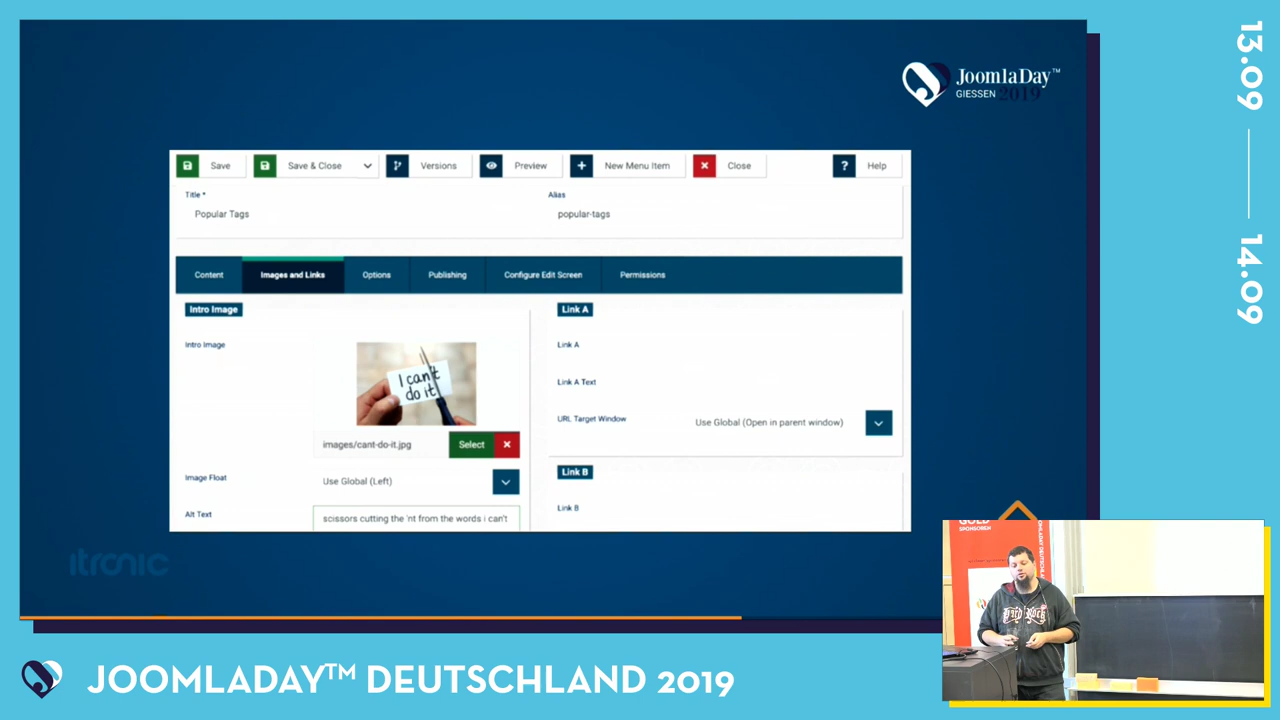 JoomlaDay™
GIESSEN 2019
Save
Save & Close
Versions
Preview
New Menu Item
Close
Help
Title *
Alias
Popular Tags
popular-tags
Content
Images and Links
Options
Publishing
Configure Edit Screen
Permissions
Intro Image
Intro Image
I can't
do it
images/cant-do-it.jpg
Select
Image Float
Use Global (Left)
Alt Text
scissors cutting the 'nt from the words i can't
Link A
Link A
Link A Text
URL Target Window
Use Global (Open in parent window)
Link B
Link B
itronic
13.09
14.09
GOLD
SPONSOREN
Hard Rock
JOOMLADAY™ DEUTSCHLAND 2019